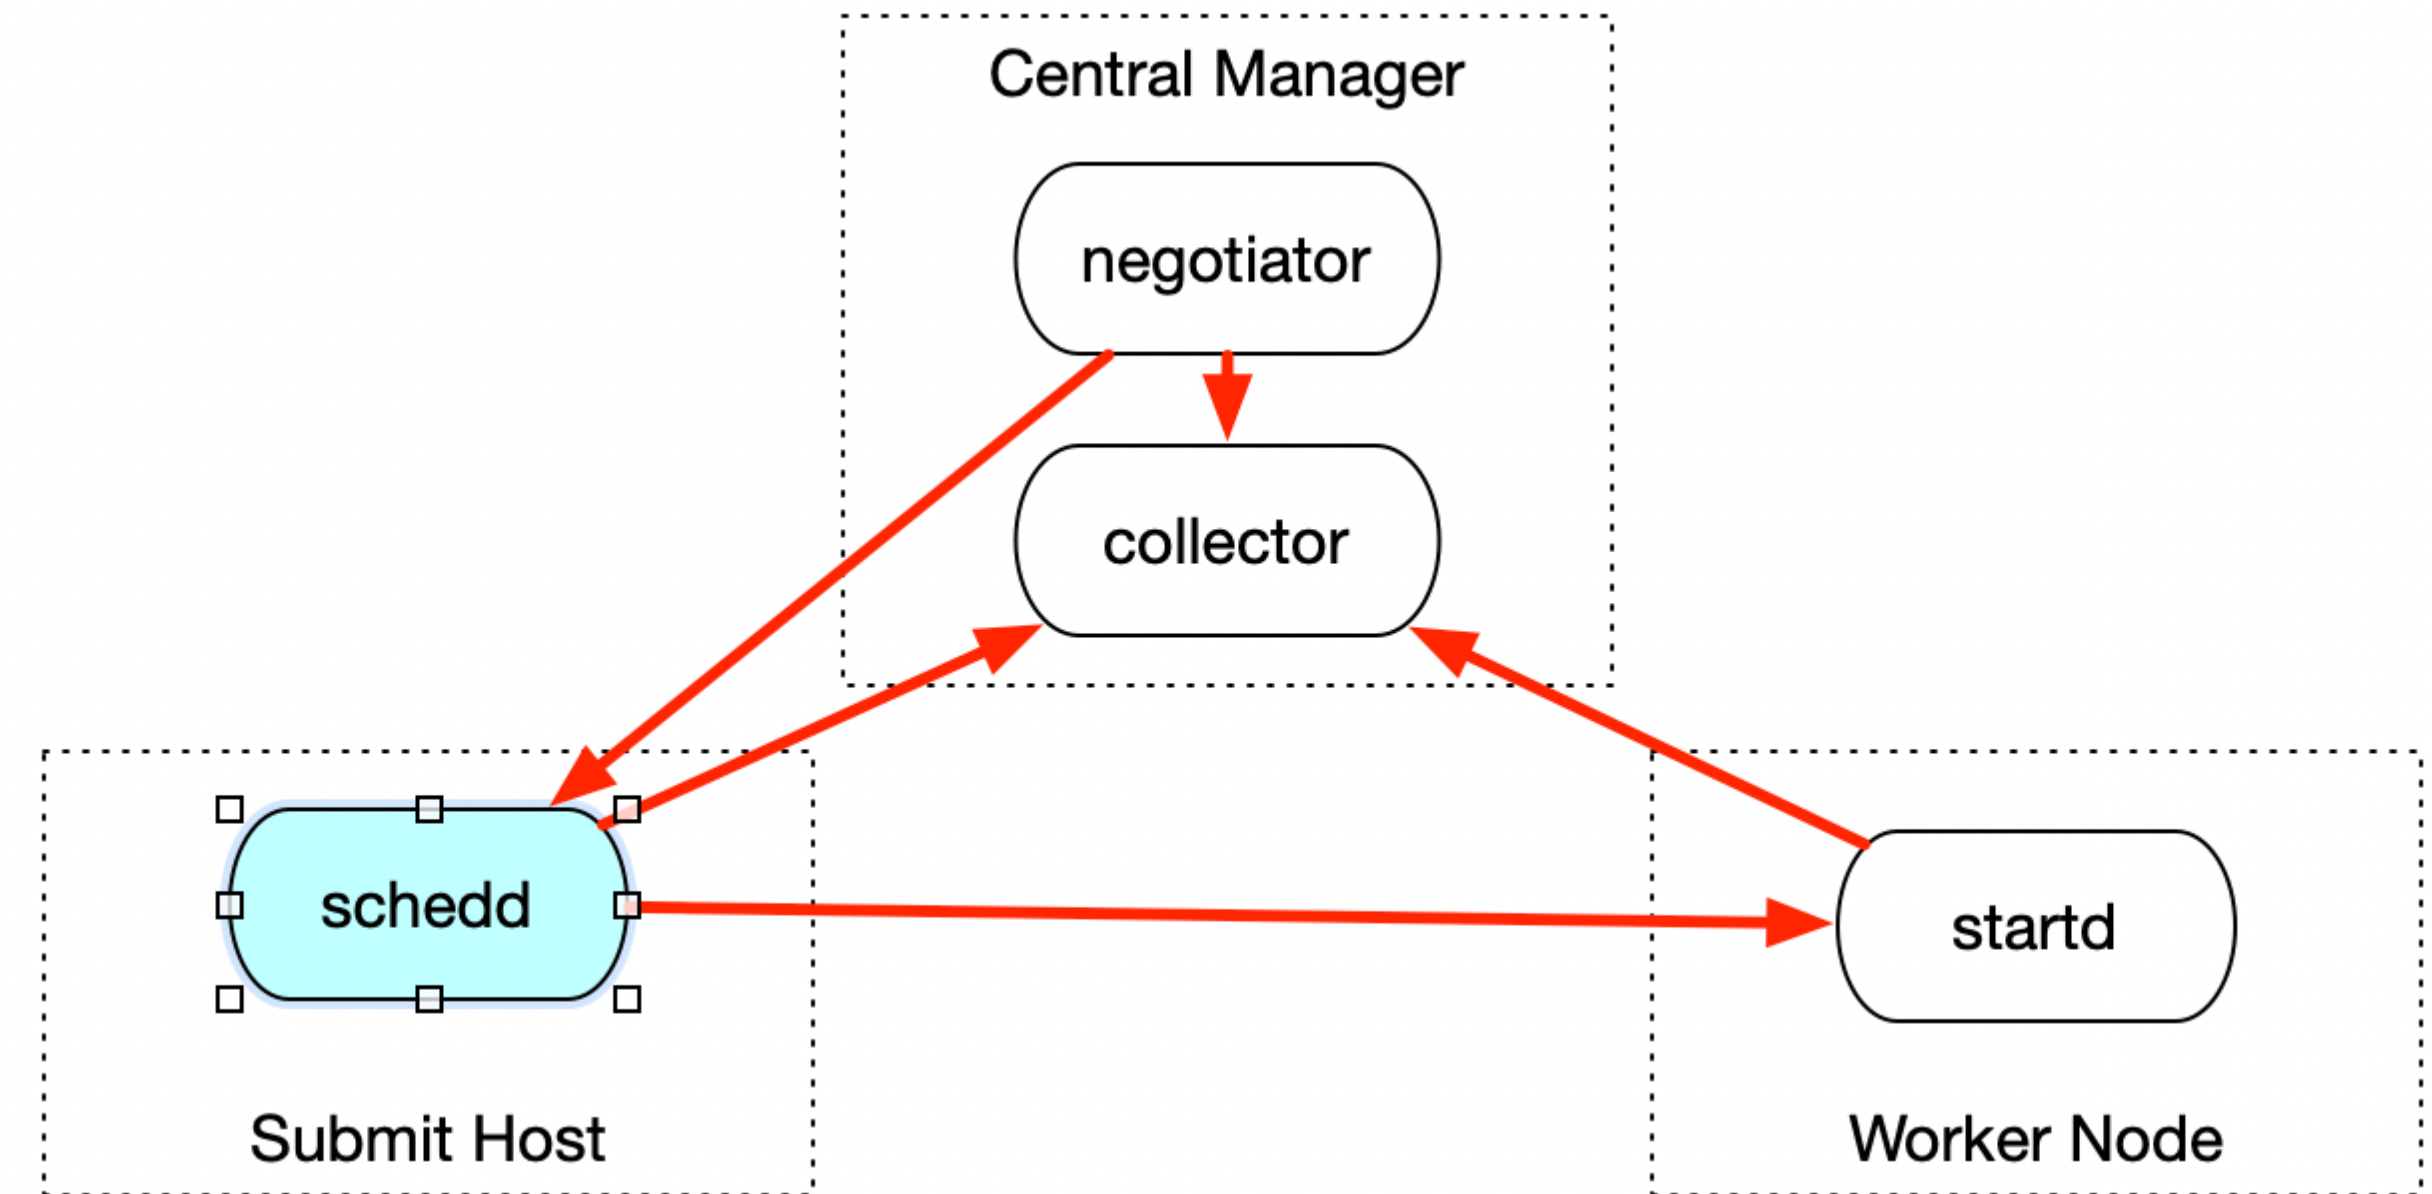 Central Manager
negotiator
collector
schedd
startd
Submit Host
Worker Node